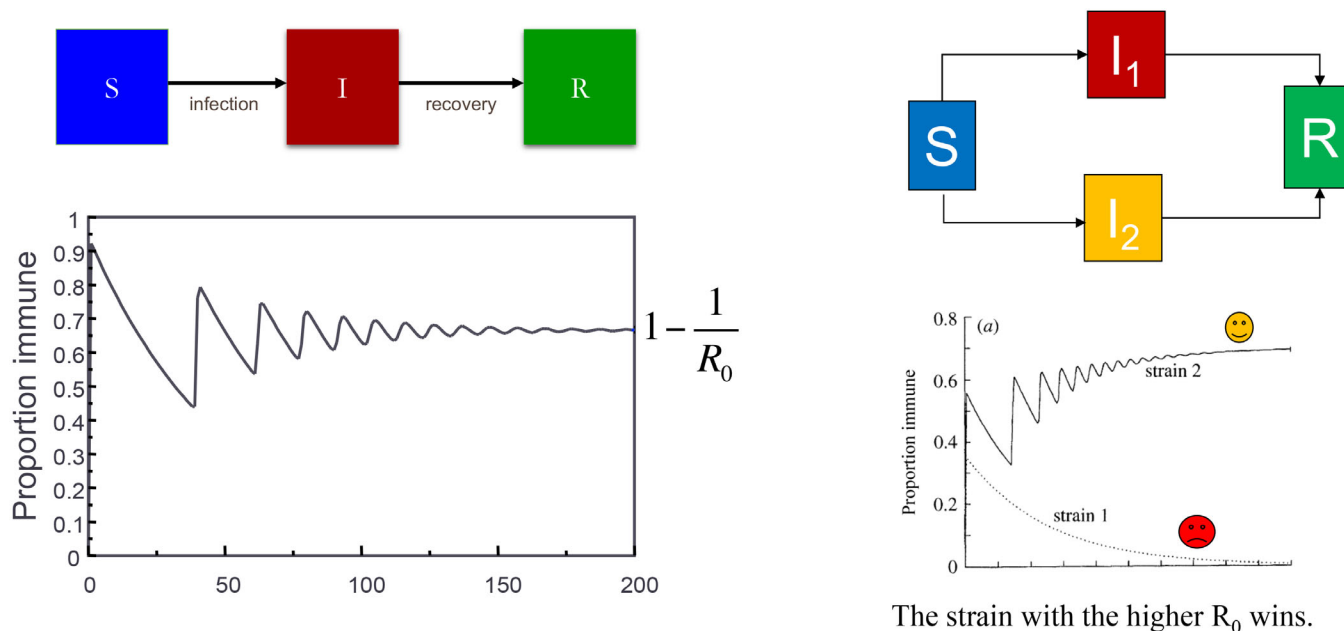 S
infection
I
recovery
R
Proportion immune
1
0.9
0.8
0.7
0.6
0.5
0.4
0.3
0.2
0.1
0
0 50 100 150 200
1 − 1/R₀
S
I₁
I₂
R
(a)
Proportion immune
0.8
0.6
0.4
0.2
0
strain 2
strain 1
The strain with the higher R₀ wins.